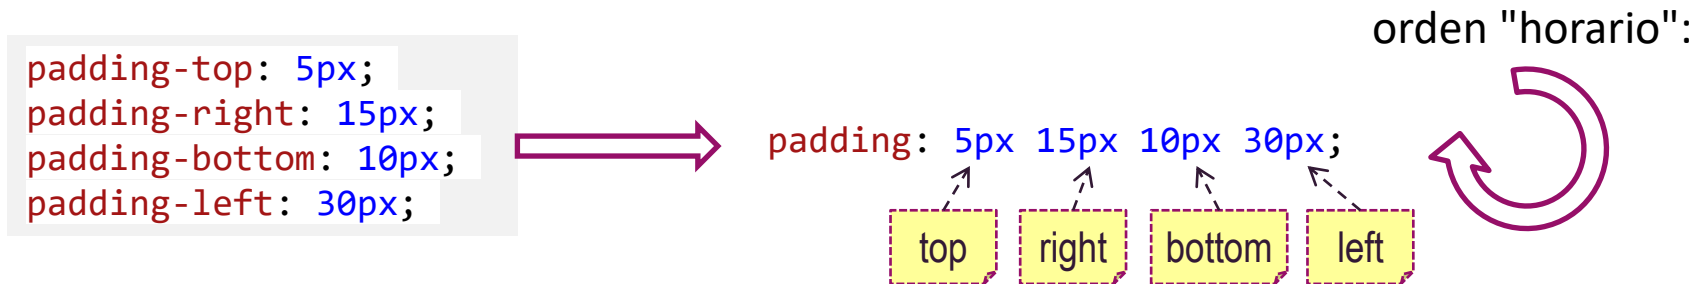 orden "horario":
padding-top: 5px;
padding-right: 15px;
padding-bottom: 10px;
padding-left: 30px;
padding: 5px 15px 10px 30px;
top right bottom left